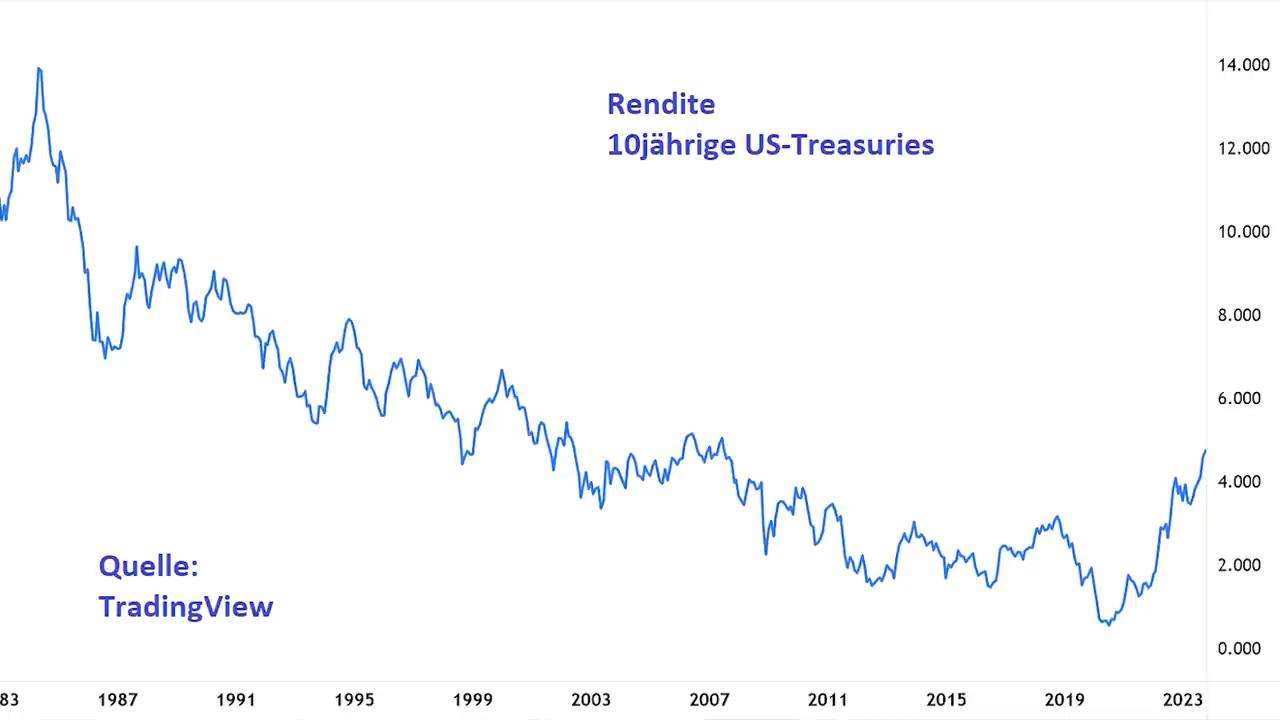 Rendite
10jährige US-Treasuries
Quelle:
TradingView
14.000
12.000
10.000
8.000
6.000
4.000
2.000
0.000
83 1987 1991 1995 1999 2003 2007 2011 2015 2019 2023